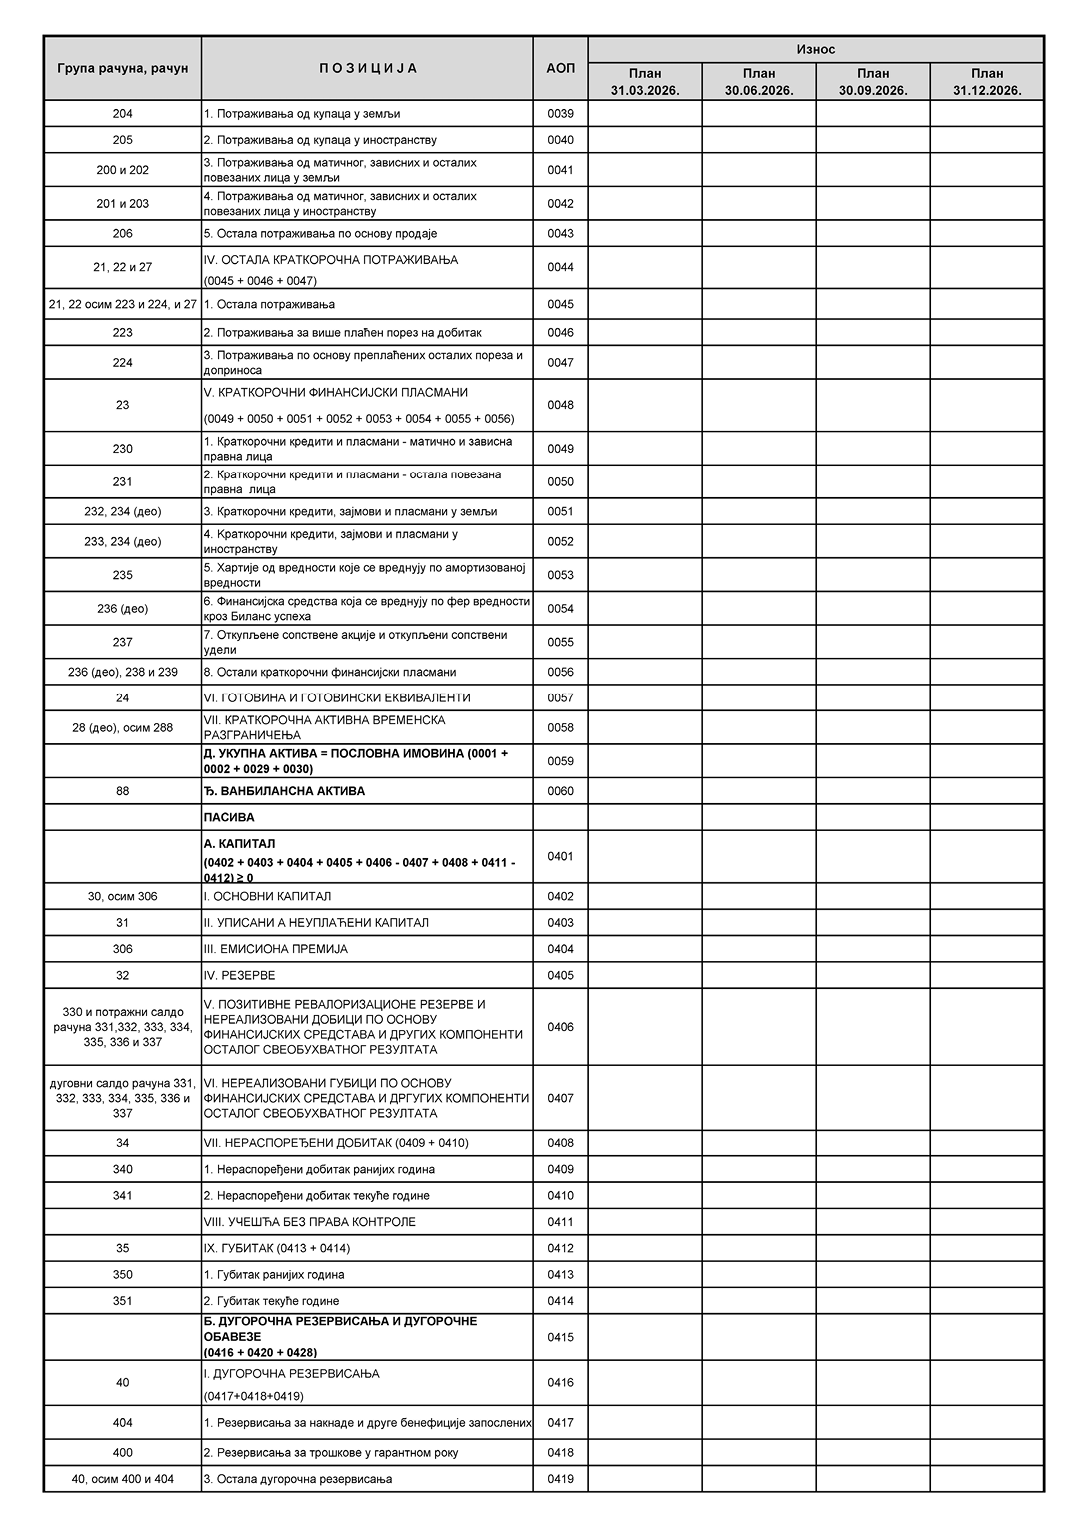 Група рачуна, рачун П О З И Ц И Ј А АОП Износ
План План План План
31.03.2026. 30.06.2026. 30.09.2026. 31.12.2026.
204 1. Потраживања од купаца у земљи 0039
205 2. Потраживања од купаца у иностранству 0040
200 и 202 3. Потраживања од матичног, зависних и осталих
повезаних лица у земљи 0041
201 и 203 4. Потраживања од матичног, зависних и осталих
повезаних лица у иностранству 0042
206 5. Остала потраживања по основу продаје 0043
21, 22 и 27 IV. ОСТАЛА КРАТКОРОЧНА ПОТРАЖИВАЊА
(0045 + 0046 + 0047) 0044
21, 22 осим 223 и 224, и 27 1. Остала потраживања 0045
223 2. Потраживања за више плаћен порез на добитак 0046
224 3. Потраживања по основу преплаћених осталих пореза и
доприноса 0047
23 V. КРАТКОРОЧНИ ФИНАНСИЈСКИ ПЛАСМАНИ
(0049 + 0050 + 0051 + 0052 + 0053 + 0054 + 0055 + 0056) 0048
230 1. Краткорочни кредити и пласмани - матично и зависна
правна лица 0049
231 2. Краткорочни кредити и пласмани - остала повезана
правна  лица 0050
232, 234 (део) 3. Краткорочни кредити, зајмови и пласмани у земљи 0051
233, 234 (део) 4. Краткорочни кредити, зајмови и пласмани у
иностранству 0052
235 5. Хартије од вредности које се вреднују по амортизованој
вредности 0053
236 (део) 6. Финансијска средства која се вреднују по фер вредности
кроз Биланс успеха 0054
237 7. Откупљене сопствене акције и откупљени сопствени
удели 0055
236 (део), 238 и 239 8. Остали краткорочни финансијски пласмани 0056
24 VI. ГОТОВИНА И ГОТОВИНСКИ ЕКВИВАЛЕНТИ 0057
28 (део), осим 288 VII. КРАТКОРОЧНА АКТИВНА ВРЕМЕНСКА
РАЗГРАНИЧЕЊА 0058
Д. УКУПНА АКТИВА = ПОСЛОВНА ИМОВИНА (0001 +
0002 + 0029 + 0030) 0059
88 Ђ. ВАНБИЛАНСНА АКТИВА 0060
ПАСИВА
А. КАПИТАЛ
(0402 + 0403 + 0404 + 0405 + 0406 - 0407 + 0408 + 0411 -
0412) ≥ 0 0401
30, осим 306 I. ОСНОВНИ КАПИТАЛ 0402
31 II. УПИСАНИ А НЕУПЛАЋЕНИ КАПИТАЛ 0403
306 III. ЕМИСИОНА ПРЕМИЈА 0404
32 IV. РЕЗЕРВЕ 0405
330 и потражни салдо
рачуна 331,332, 333, 334,
335, 336 и 337 V. ПОЗИТИВНЕ РЕВАЛОРИЗАЦИОНЕ РЕЗЕРВЕ И
НЕРЕАЛИЗОВАНИ ДОБИЦИ ПО ОСНОВУ
ФИНАНСИЈСКИХ СРЕДСТАВА И ДРУГИХ КОМПОНЕНТИ
ОСТАЛОГ СВЕОБУХВАТНОГ РЕЗУЛТАТА 0406
дуговни салдо рачуна 331,
332, 333, 334, 335, 336 и
337 VI. НЕРЕАЛИЗОВАНИ ГУБИЦИ ПО ОСНОВУ
ФИНАНСИЈСКИХ СРЕДСТАВА И ДРГУГИХ КОМПОНЕНТИ
ОСТАЛОГ СВЕОБУХВАТНОГ РЕЗУЛТАТА 0407
34 VII. НЕРАСПОРЕЂЕНИ ДОБИТАК (0409 + 0410) 0408
340 1. Нераспоређени добитак ранијих година 0409
341 2. Нераспоређени добитак текуће године 0410
VIII. УЧЕШЋА БЕЗ ПРАВА КОНТРОЛЕ 0411
35 IX. ГУБИТАК (0413 + 0414) 0412
350 1. Губитак ранијих година 0413
351 2. Губитак текуће године 0414
Б. ДУГОРОЧНА РЕЗЕРВИСАЊА И ДУГОРОЧНЕ
ОБАВЕЗЕ
(0416 + 0420 + 0428) 0415
40 I. ДУГОРОЧНА РЕЗЕРВИСАЊА
(0417+0418+0419) 0416
404 1. Резервисања за накнаде и друге бенефиције запослених 0417
400 2. Резервисања за трошкове у гарантном року 0418
40, осим 400 и 404 3. Остала дугорочна резервисања 0419